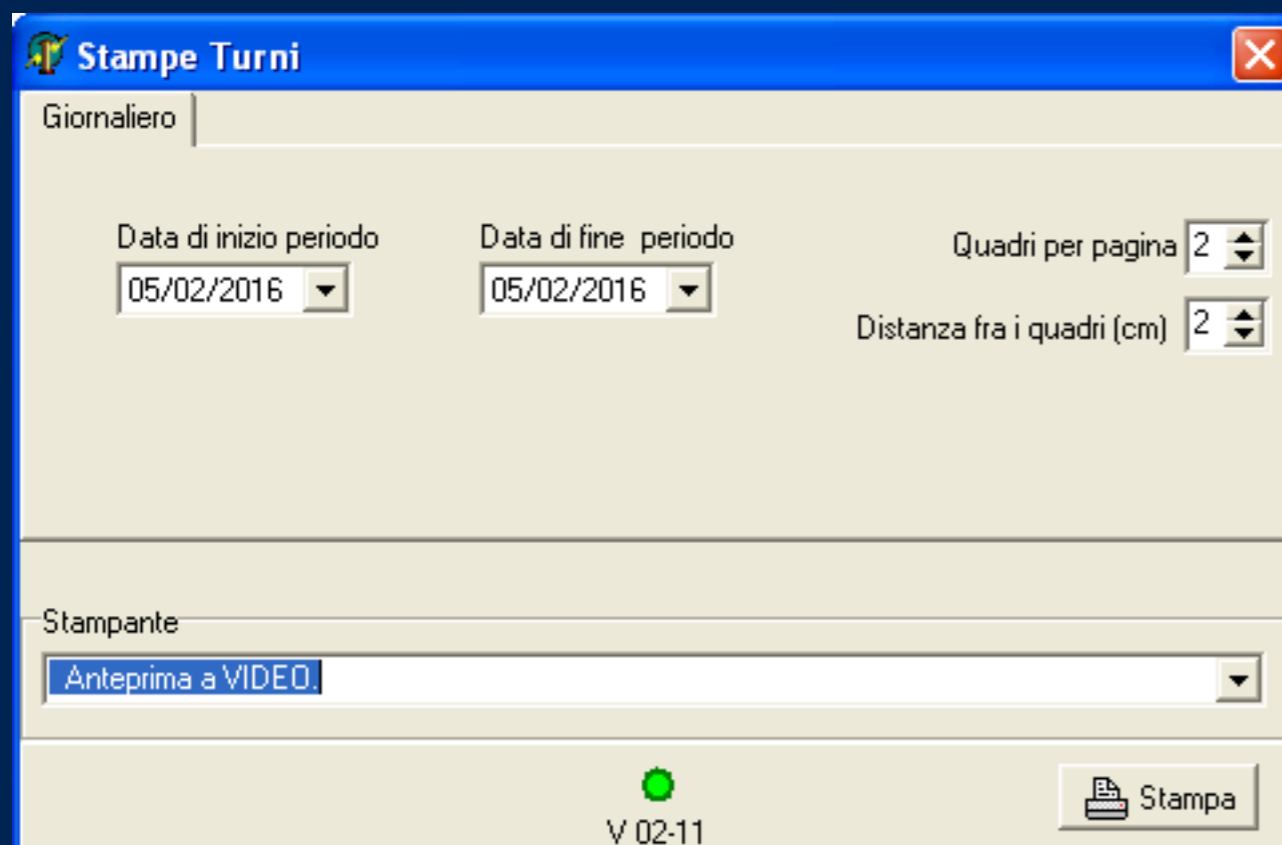 Stampe Turni
Giornaliero
Data di inizio periodo
05/02/2016
Data di fine periodo
05/02/2016
Quadri per pagina 2
Distanza fra i quadri (cm) 2
Stampante
Anteprima a VIDEO.
V 02-11
Stampa